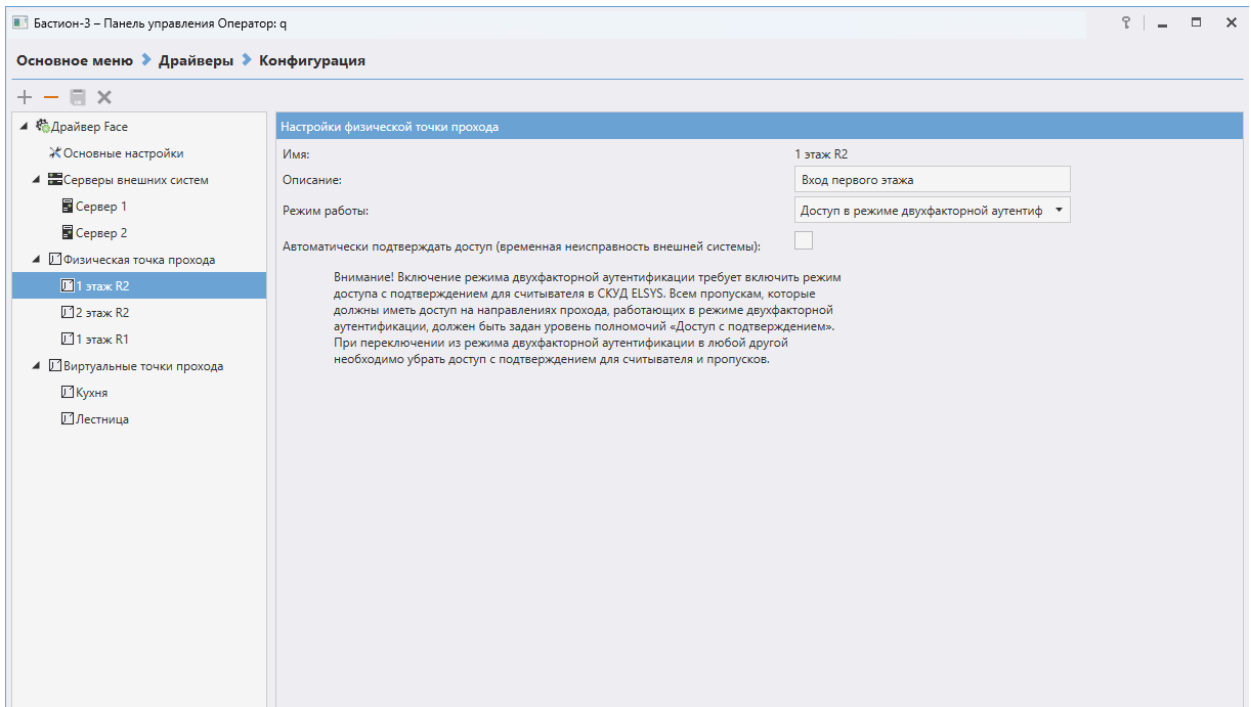 Бастион-3 – Панель управления Оператор: q
Основное меню Драйверы Конфигурация
Драйвер Face
Основные настройки
Серверы внешних систем
Сервер 1
Сервер 2
Физическая точка прохода
1 этаж R2
2 этаж R2
1 этаж R1
Виртуальные точки прохода
Кухня
Лестница
Настройки физической точки прохода
Имя: 1 этаж R2
Описание: Вход первого этажа
Режим работы: Доступ в режиме двухфакторной аутентиф
Автоматически подтверждать доступ (временная неисправность внешней системы):
Внимание! Включение режима двухфакторной аутентификации требует включить режим
доступа с подтверждением для считывателя в СКУД ELSYS. Всем пропускам, которые
должны иметь доступ на направлениях прохода, работающих в режиме двухфакторной
аутентификации, должен быть задан уровень полномочий «Доступ с подтверждением».
При переключении из режима двухфакторной аутентификации в любой другой
необходимо убрать доступ с подтверждением для считывателя и пропусков.